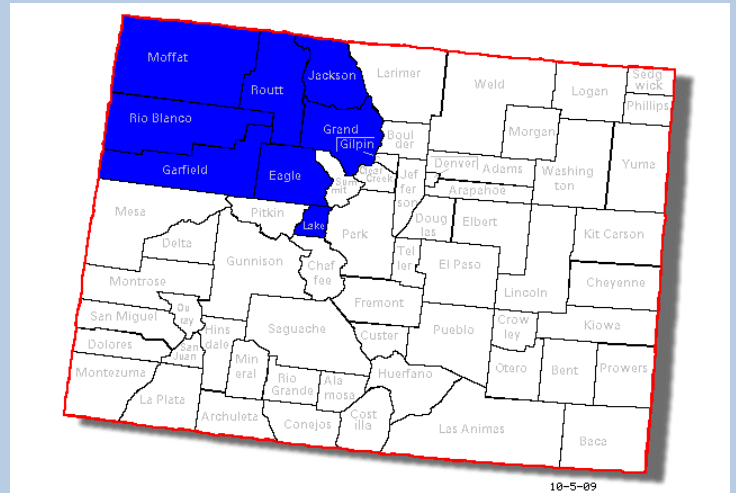 Moffat
Routt
Jackson
Larimer
Weld
Logan
Sedg
wick
Phillips
Rio Blanco
Grand
Gilpin
Boul
der
Morgan
Washing
ton
Yuma
Garfield
Eagle
Sum
mit
Clear
Creek
Jef
fer
son
Denver
Adams
Arapahoe
Mesa
Pitkin
Lake
Park
Doug
las
Elbert
Kit Carson
Delta
Gunnison
Chaf
fee
Tel
ler
El Paso
Lincoln
Cheyenne
Montrose
Ou
ray
San Miguel
Hins
dale
Saguache
Fremont
Custer
Pueblo
Crow
ley
Kiowa
Dolores
San
Juan
Montezuma
Min
eral
Rio
Grande
Ala
mosa
Huerfano
Otero
Bent
Prowers
La Plata
Archuleta
Conejos
Cost
illa
Las Animas
Baca
10-5-09